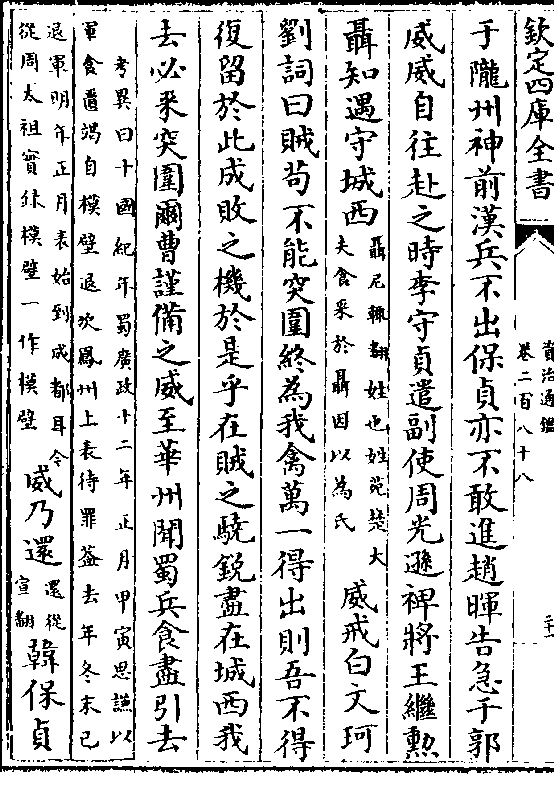 欽定四庫全書
資治通鑑
卷二百八十八
于隴州神前漢兵不出保貞亦不敢進趙暉告急于郭
威威自往赴之時李守貞遣副使周光遜裨將王繼勲
聶知遇守城西
聶尼輒翻姓也姓苑楚大
夫食采於聶因以為氏
威戒白文珂
劉詞曰賊苟不能突圍終為我禽萬一得出則吾不得
復留於此成敗之機於是乎在賊之驍鋭盡在城西我
去必來突圍爾曹謹備之威至華州聞蜀兵食盡引去
考異曰十國紀年蜀廣政十二年正月甲寅思謙以
軍食匱竭自模壁退次鳳州上表待罪葢去年冬末已
退軍明年正月表始到成都耳今
從周太祖實錄模壁一作模壁
威乃還
還從
宣翻
韓保貞